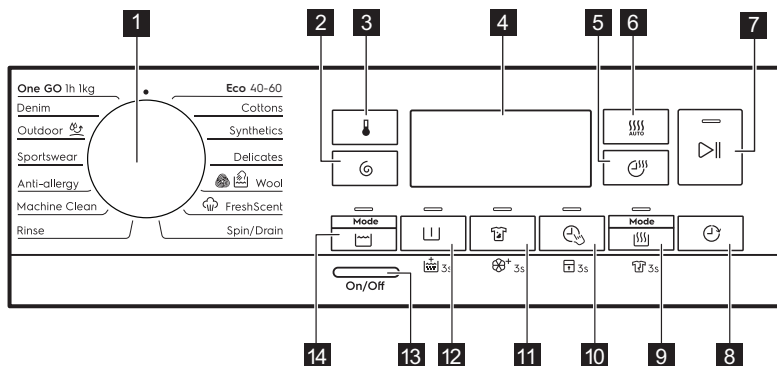 1 2 3 4 5 6 7
One GO 1h 1kg
Eco 40-60
Denim
Cottons
Outdoor
Synthetics
AUTO
Sportswear
Delicates
Anti-allergy
Wool
Machine Clean
FreshScent
Rinse
Spin/Drain
Mode
Mode
3s
3s
3s
3s
On/Off
14 13 12 11 10 9 8